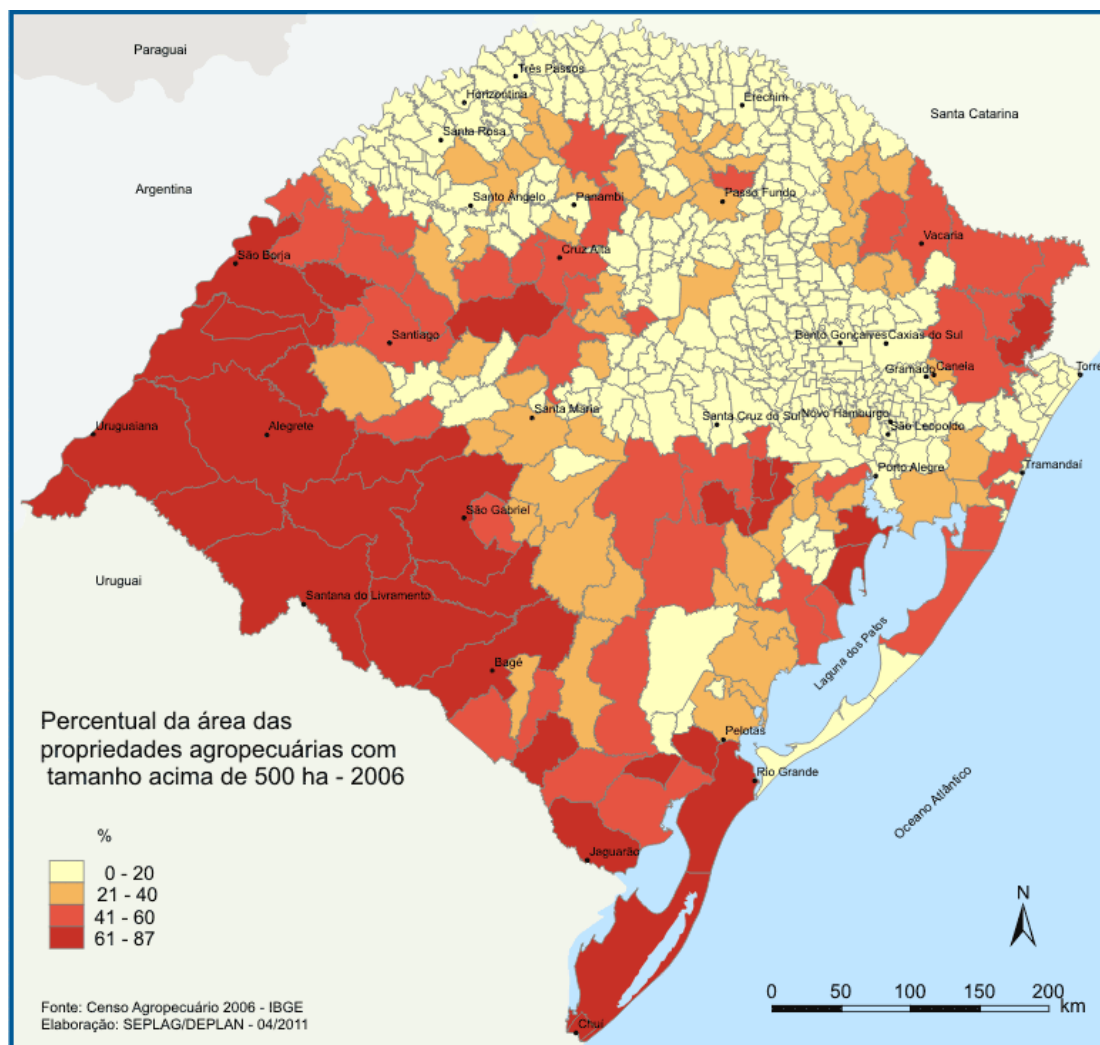 Paraguai
Três Passos
Horizontina
Erechim
Santa Catarina
Santa Rosa
Argentina
Santo Ângelo
Panambi
Passo Fundo
Vacaria
Cruz Alta
São Borja
Santiago
Bento Gonçalves
Caxias do Sul
Gramado
Canela
Torre
Santa Maria
Santa Cruz do Sul
Novo Hamburgo
Uruguaiana
Alegrete
São Leopoldo
Porto Alegre
Tramandaí
São Gabriel
Uruguai
Santana do Livramento
Laguna dos Patos
Bagé
Percentual da área das
propriedades agropecuárias com
tamanho acima de 500 ha - 2006
Pelotas
Rio Grande
Oceano Atlântico
%
0 - 20
21 - 40
41 - 60
61 - 87
Jaguarão
N
0 50 100 150 200
km
Fonte: Censo Agropecuário 2006 - IBGE
Elaboração: SEPLAG/DEPLAN - 04/2011
Chuí